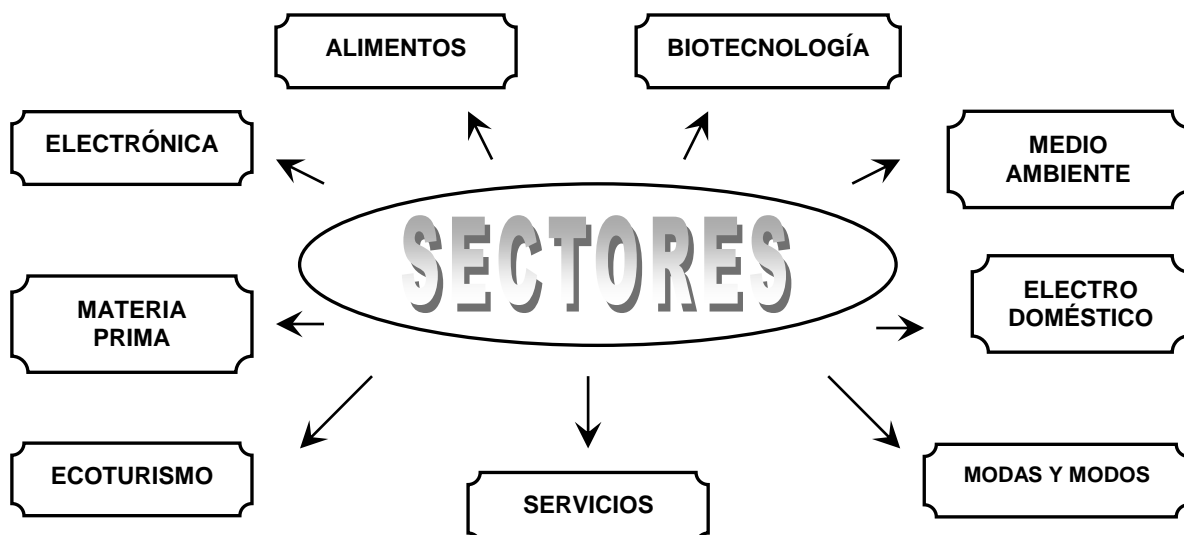 ALIMENTOS
BIOTECNOLOGÍA
ELECTRÓNICA
MEDIO
AMBIENTE
SECTORES
MATERIA
PRIMA
ELECTRO
DOMÉSTICO
ECOTURISMO
SERVICIOS
MODAS Y MODOS